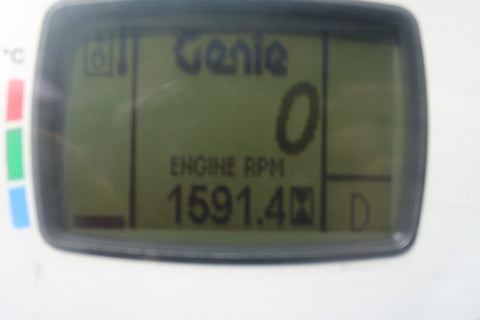 °C
Genie
0
ENGINE RPM
1591.4
D